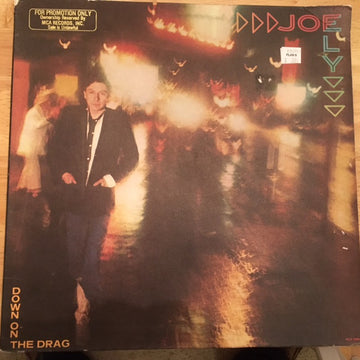 FOR PROMOTION ONLY
Ownership Reserved By
MCA RECORDS, INC.
Sale is Unlawful
JOE
ELY
DOWN ON
THE DRAG